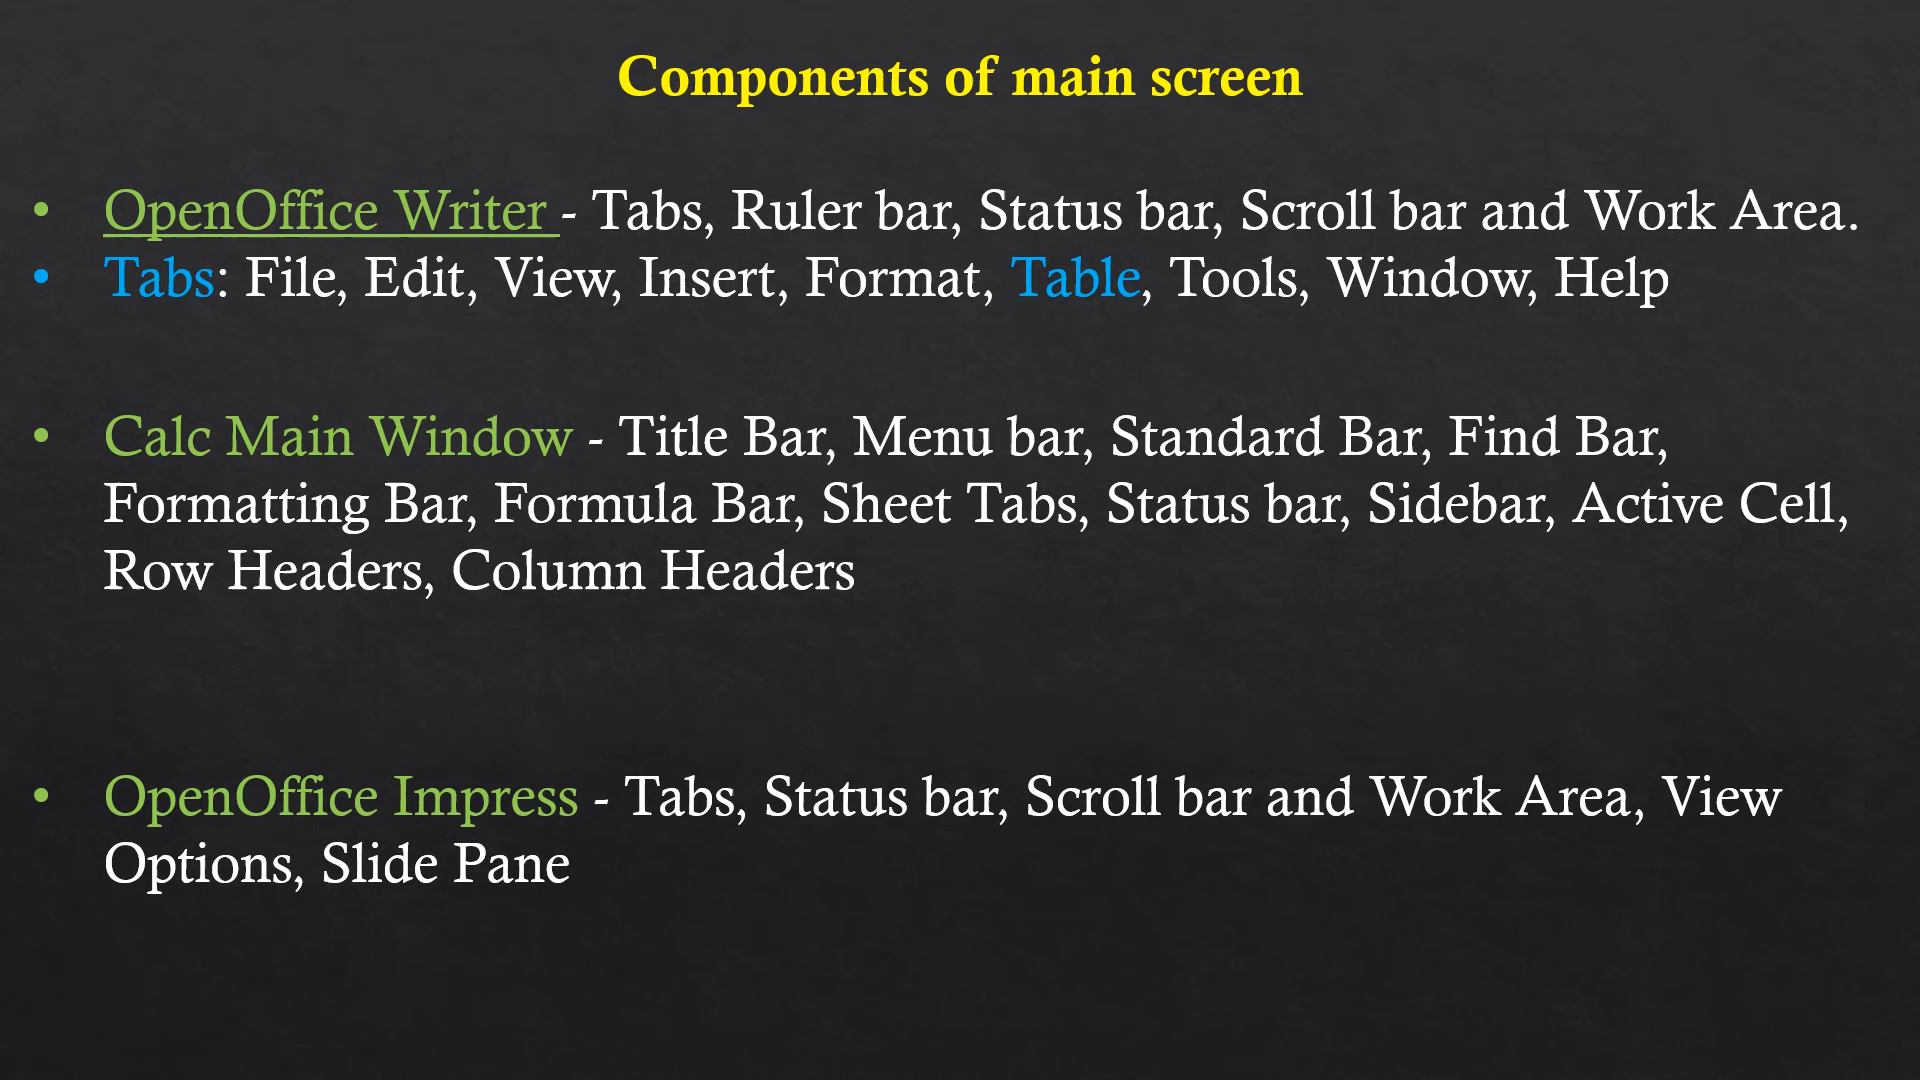 Components of main screen
• OpenOffice Writer - Tabs, Ruler bar, Status bar, Scroll bar and Work Area.
• Tabs: File, Edit, View, Insert, Format, Table, Tools, Window, Help
• Calc Main Window - Title Bar, Menu bar, Standard Bar, Find Bar,
Formatting Bar, Formula Bar, Sheet Tabs, Status bar, Sidebar, Active Cell,
Row Headers, Column Headers
• OpenOffice Impress - Tabs, Status bar, Scroll bar and Work Area, View
Options, Slide Pane